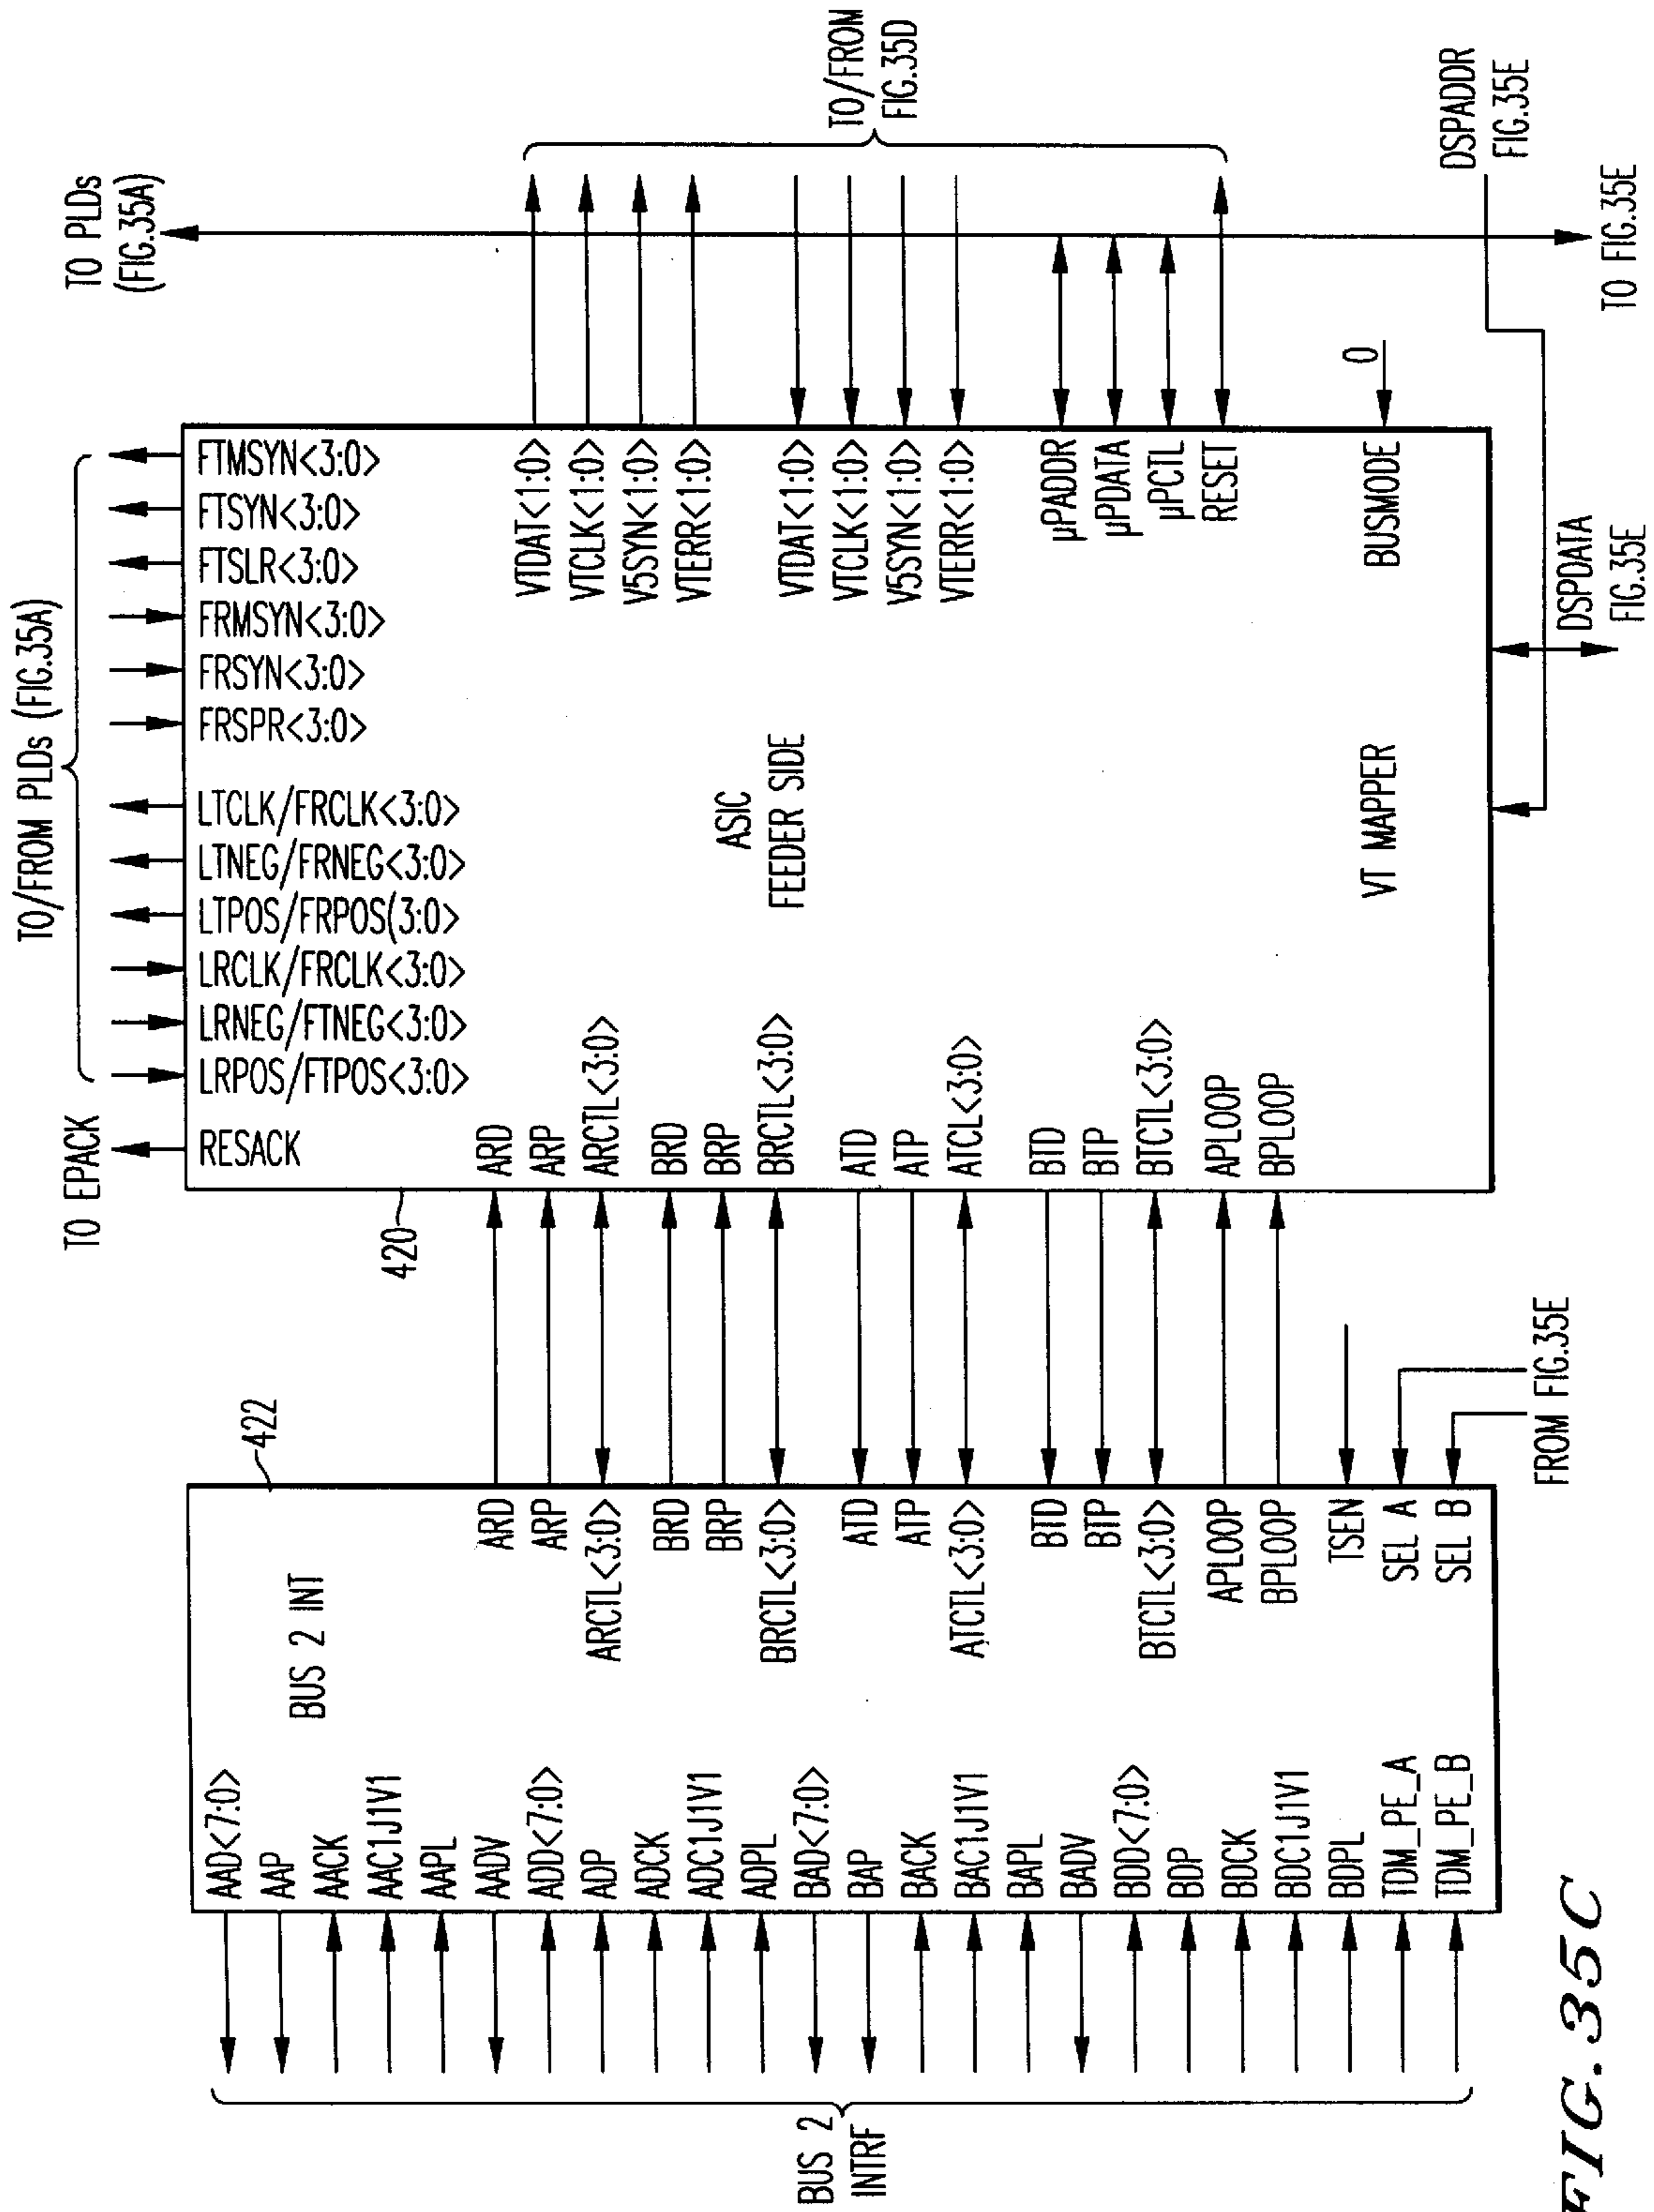 TO PLDs
(FIG.35A)
TO/FROM PLDs (FIG.35A)
TO EPACK
FTMSYN<3:0>
FTSYN<3:0>
FTSLR<3:0>
FRMSYN<3:0>
FRSYN<3:0>
FRSPR<3:0>
LTCLK/FRCLK<3:0>
LTNEG/FRNEG<3:0>
LTPOS/FRPOS(3:0>
LRCLK/FRCLK<3:0>
LRNEG/FTNEG<3:0>
LRPOS/FTPOS<3:0>
RESACK
420
ARD
ARP
ARCTL<3:0>
BRD
BRP
BRCTL<3:0>
ATD
ATP
ATCL<3:0>
BTD
BTP
BTCTL<3:0>
APLOOP
BPLOOP
ASIC
FEEDER SIDE
VT MAPPER
VTDAT<1:0>
VTCLK<1:0>
V5SYN<1:0>
VTERR<1:0>
VTDAT<1:0>
VTCLK<1:0>
V5SYN<1:0>
VTERR<1:0>
µPADDR
µPDATA
µPCTL
RESET
BUSMODE
0
TO/FROM
FIG.35D
DSPADDR
FIG.35E
TO FIG.35E
DSPDATA
FIG.35E
422
BUS 2 INT
ARD
ARP
ARCTL<3:0>
BRD
BRP
BRCTL<3:0>
ATD
ATP
ATCTL<3:0>
BTD
BTP
BTCTL<3:0>
APLOOP
BPLOOP
TSEN
SEL A
SEL B
FROM FIG.35E
AAD<7:0>
AAP
AACK
AAC1J1V1
AAPL
AADV
ADD<7:0>
ADP
ADCK
ADC1J1V1
ADPL
BAD<7:0>
BAP
BACK
BAC1J1V1
BAPL
BADV
BDD<7:0>
BDP
BDCK
BDC1J1V1
BDPL
TDM_PE_A
TDM_PE_B
BUS 2
INTRF
FIG.35C